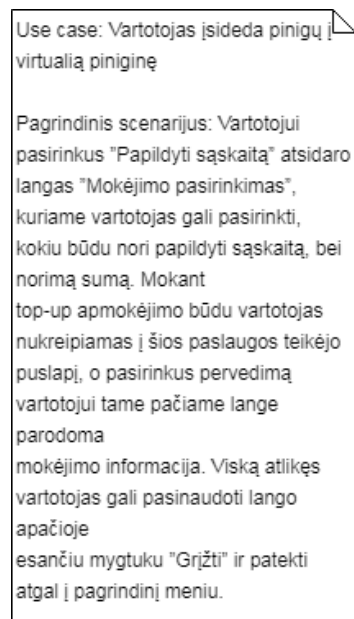 Use case: Vartotojas įsideda pinigų į
virtualią piniginę
Pagrindinis scenarijus: Vartotojui
pasirinkus ”Papildyti sąskaitą” atsidaro
langas ”Mokėjimo pasirinkimas”,
kuriame vartotojas gali pasirinkti,
kokiu būdu nori papildyti sąskaitą, bei
norimą sumą. Mokant
top-up apmokėjimo būdu vartotojas
nukreipiamas į šios paslaugos teikėjo
puslapį, o pasirinkus pervedimą
vartotojui tame pačiame lange
parodoma
mokėjimo informacija. Viską atlikęs
vartotojas gali pasinaudoti lango
apačioje
esančiu mygtuku ”Grįžti” ir patekti
atgal į pagrindinį meniu.